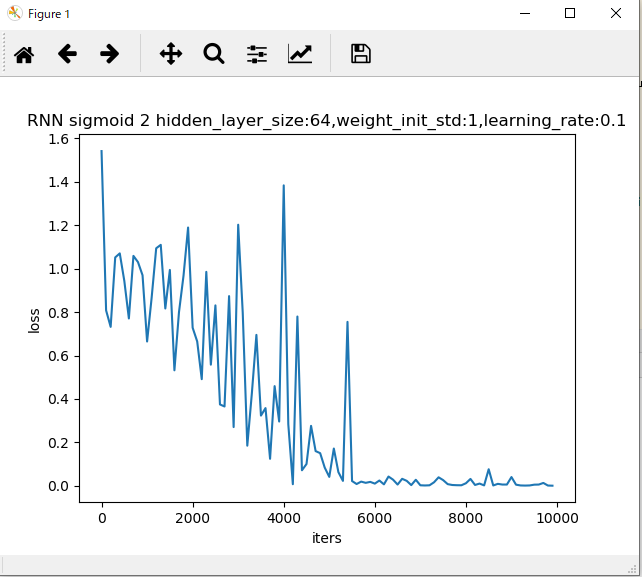 Figure 1
RNN sigmoid 2 hidden_layer_size:64,weight_init_std:1,learning_rate:0.1
1.6
1.4
1.2
1.0
0.8
0.6
0.4
0.2
0.0
loss
0 2000 4000 6000 8000 10000
iters